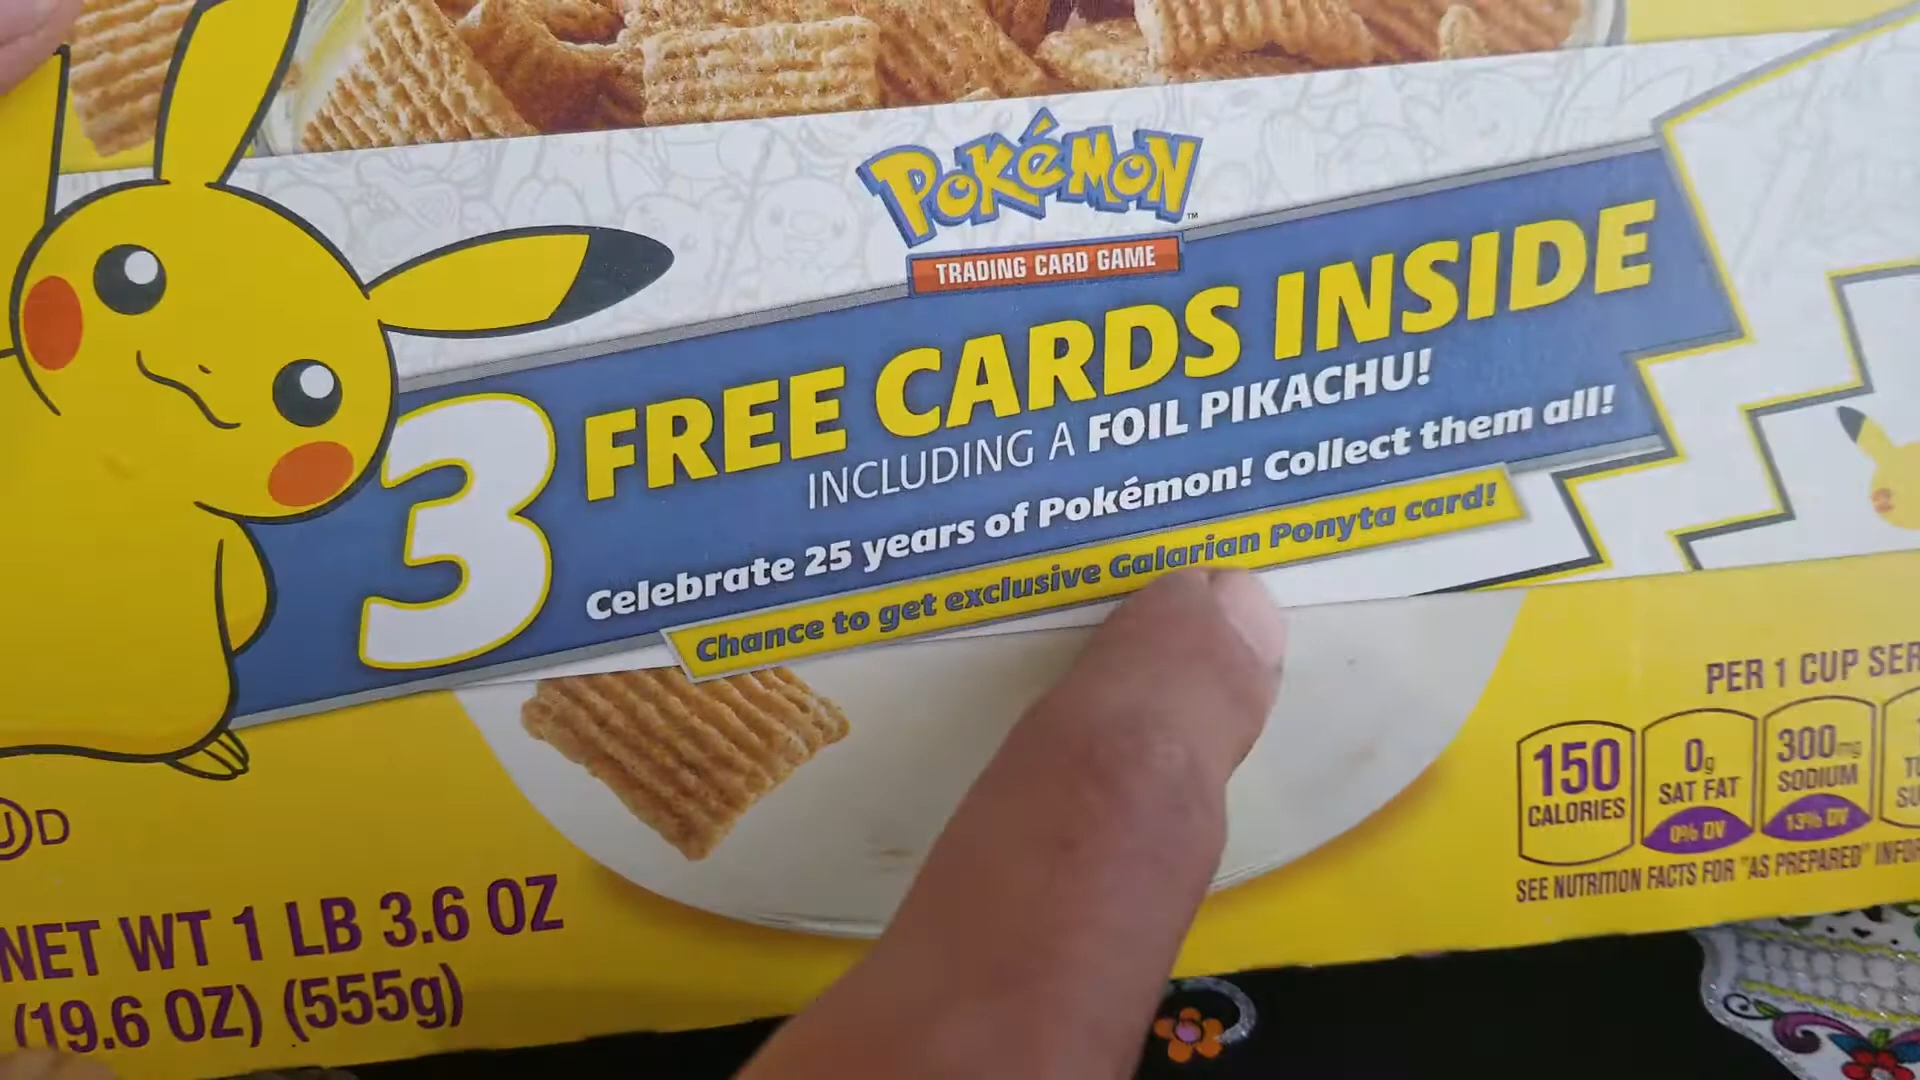 POKéMON
TM
TRADING CARD GAME
3 FREE CARDS INSIDE
INCLUDING A FOIL PIKACHU!
Celebrate 25 years of Pokémon! Collect them all!
Chance to get exclusive Galarian Ponyta card!
PER 1 CUP
150 CALORIES
0g SAT FAT 0% DV
300mg SODIUM 13% DV
SEE NUTRITION FACTS FOR "AS PREPARED"
D
NET WT 1 LB 3.6 OZ
(19.6 OZ) (555g)